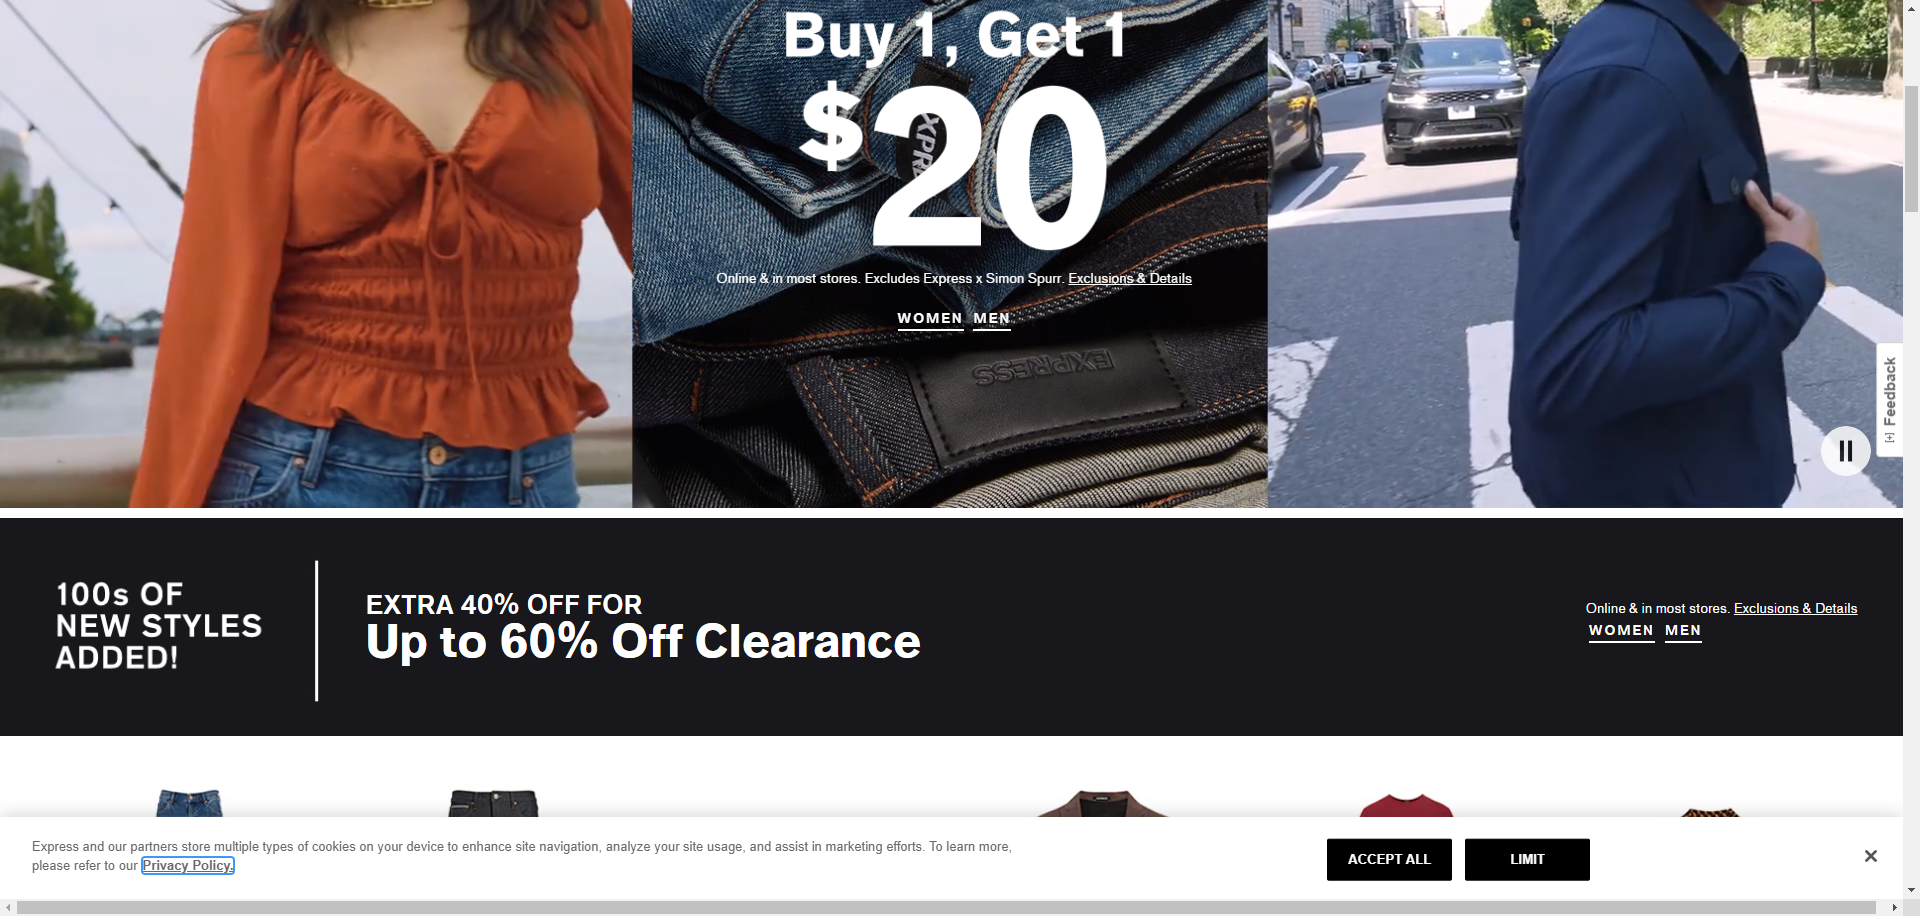 Buy 1, Get 1
$20
Online & in most stores. Excludes Express x Simon Spurr. Exclusions & Details
WOMEN MEN
EXPRESS
[+] Feedback
100s OF
NEW STYLES
ADDED!
EXTRA 40% OFF FOR
Up to 60% Off Clearance
Online & in most stores. Exclusions & Details
WOMEN MEN
Express and our partners store multiple types of cookies on your device to enhance site navigation, analyze your site usage, and assist in marketing efforts. To learn more,
please refer to our Privacy Policy.
ACCEPT ALL
LIMIT